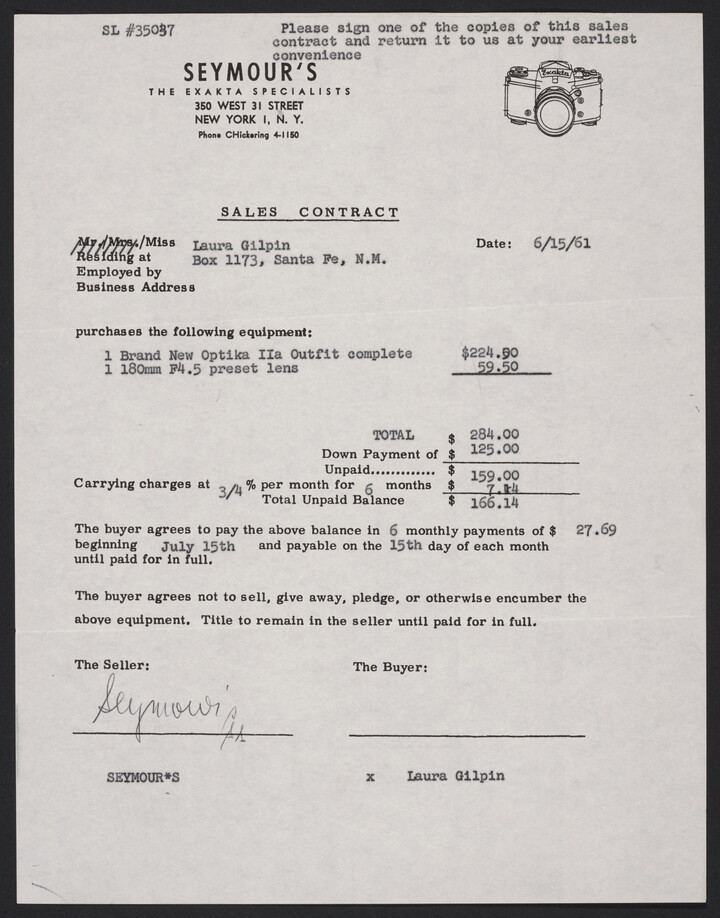 SL #35037
Please sign one of the copies of this sales
contract and return it to us at your earliest
convenience
SEYMOUR'S
THE EXAKTA SPECIALISTS
350 WEST 31 STREET
NEW YORK 1, N. Y.
Phone CHickering 4-1150
Exakta
SALES CONTRACT
Mr./Mrs./Miss Laura Gilpin Date: 6/15/61
Residing at Box 1173, Santa Fe, N.M.
Employed by
Business Address
purchases the following equipment:
1 Brand New Optika IIa Outfit complete $224.50
1 180mm F4.5 preset lens 59.50
TOTAL $ 284.00
Down Payment of $ 125.00
Unpaid............. $ 159.00
Carrying charges at 3/4 % per month for 6 months $ 7.14
Total Unpaid Balance $ 166.14
The buyer agrees to pay the above balance in 6 monthly payments of $ 27.69
beginning July 15th and payable on the 15th day of each month
until paid for in full.
The buyer agrees not to sell, give away, pledge, or otherwise encumber the
above equipment. Title to remain in the seller until paid for in full.
The Seller: The Buyer:
Seymour's
SEYMOUR*S x Laura Gilpin